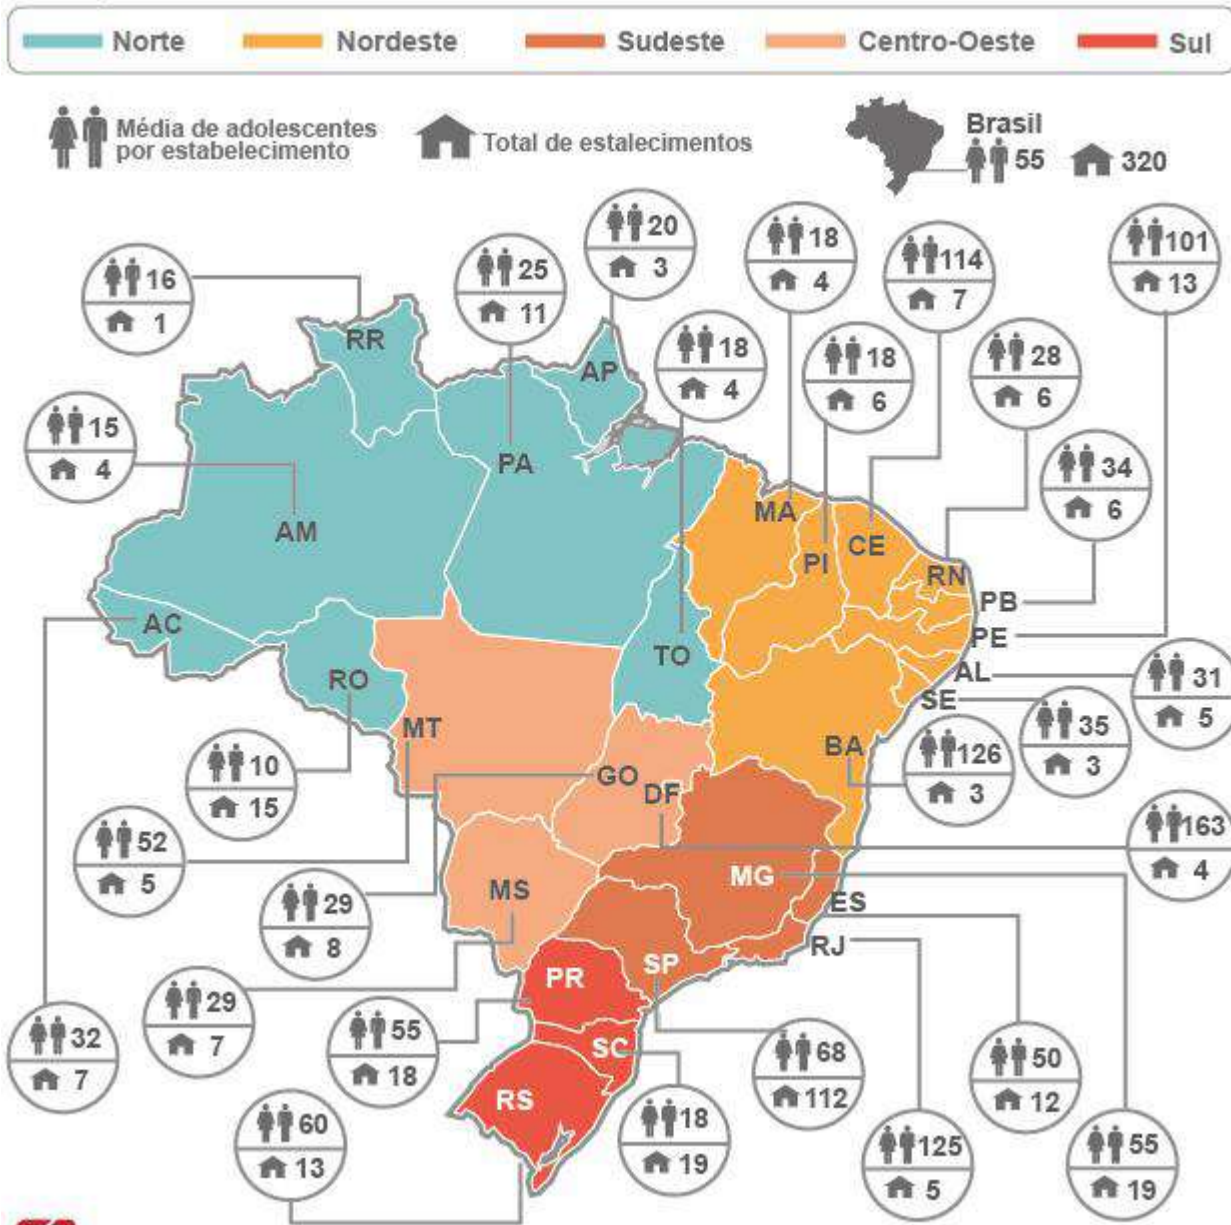 Norte Nordeste Sudeste Centro-Oeste Sul
Média de adolescentes
por estabelecimento
Total de estalecimentos
Brasil
55 320
16
1
RR
25
11
PA
20
3
AP
18
4
MA
114
7
CE
101
13
PE
15
4
AM
18
4
TO
18
6
PI
28
6
RN
34
6
PB
31
5
AL
35
3
SE
126
3
BA
163
4
DF
AC
32
7
RO
10
15
MT
52
5
GO
29
8
MS
29
7
PR
55
18
SC
18
19
RS
60
13
SP
68
112
MG
55
19
ES
50
12
RJ
125
5